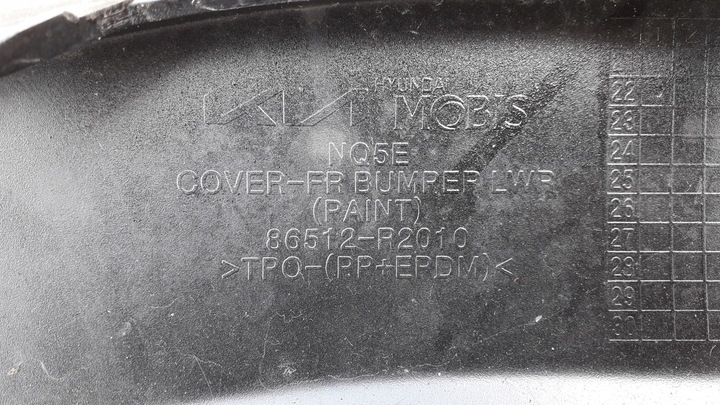 HYUNDAI
KIA MOBIS
NQ5E
COVER-FR BUMPER LWR
(PAINT)
86512-R2010
>TPO-(PP+EPDM)<
22
23
24
25
26
27
28
29
30